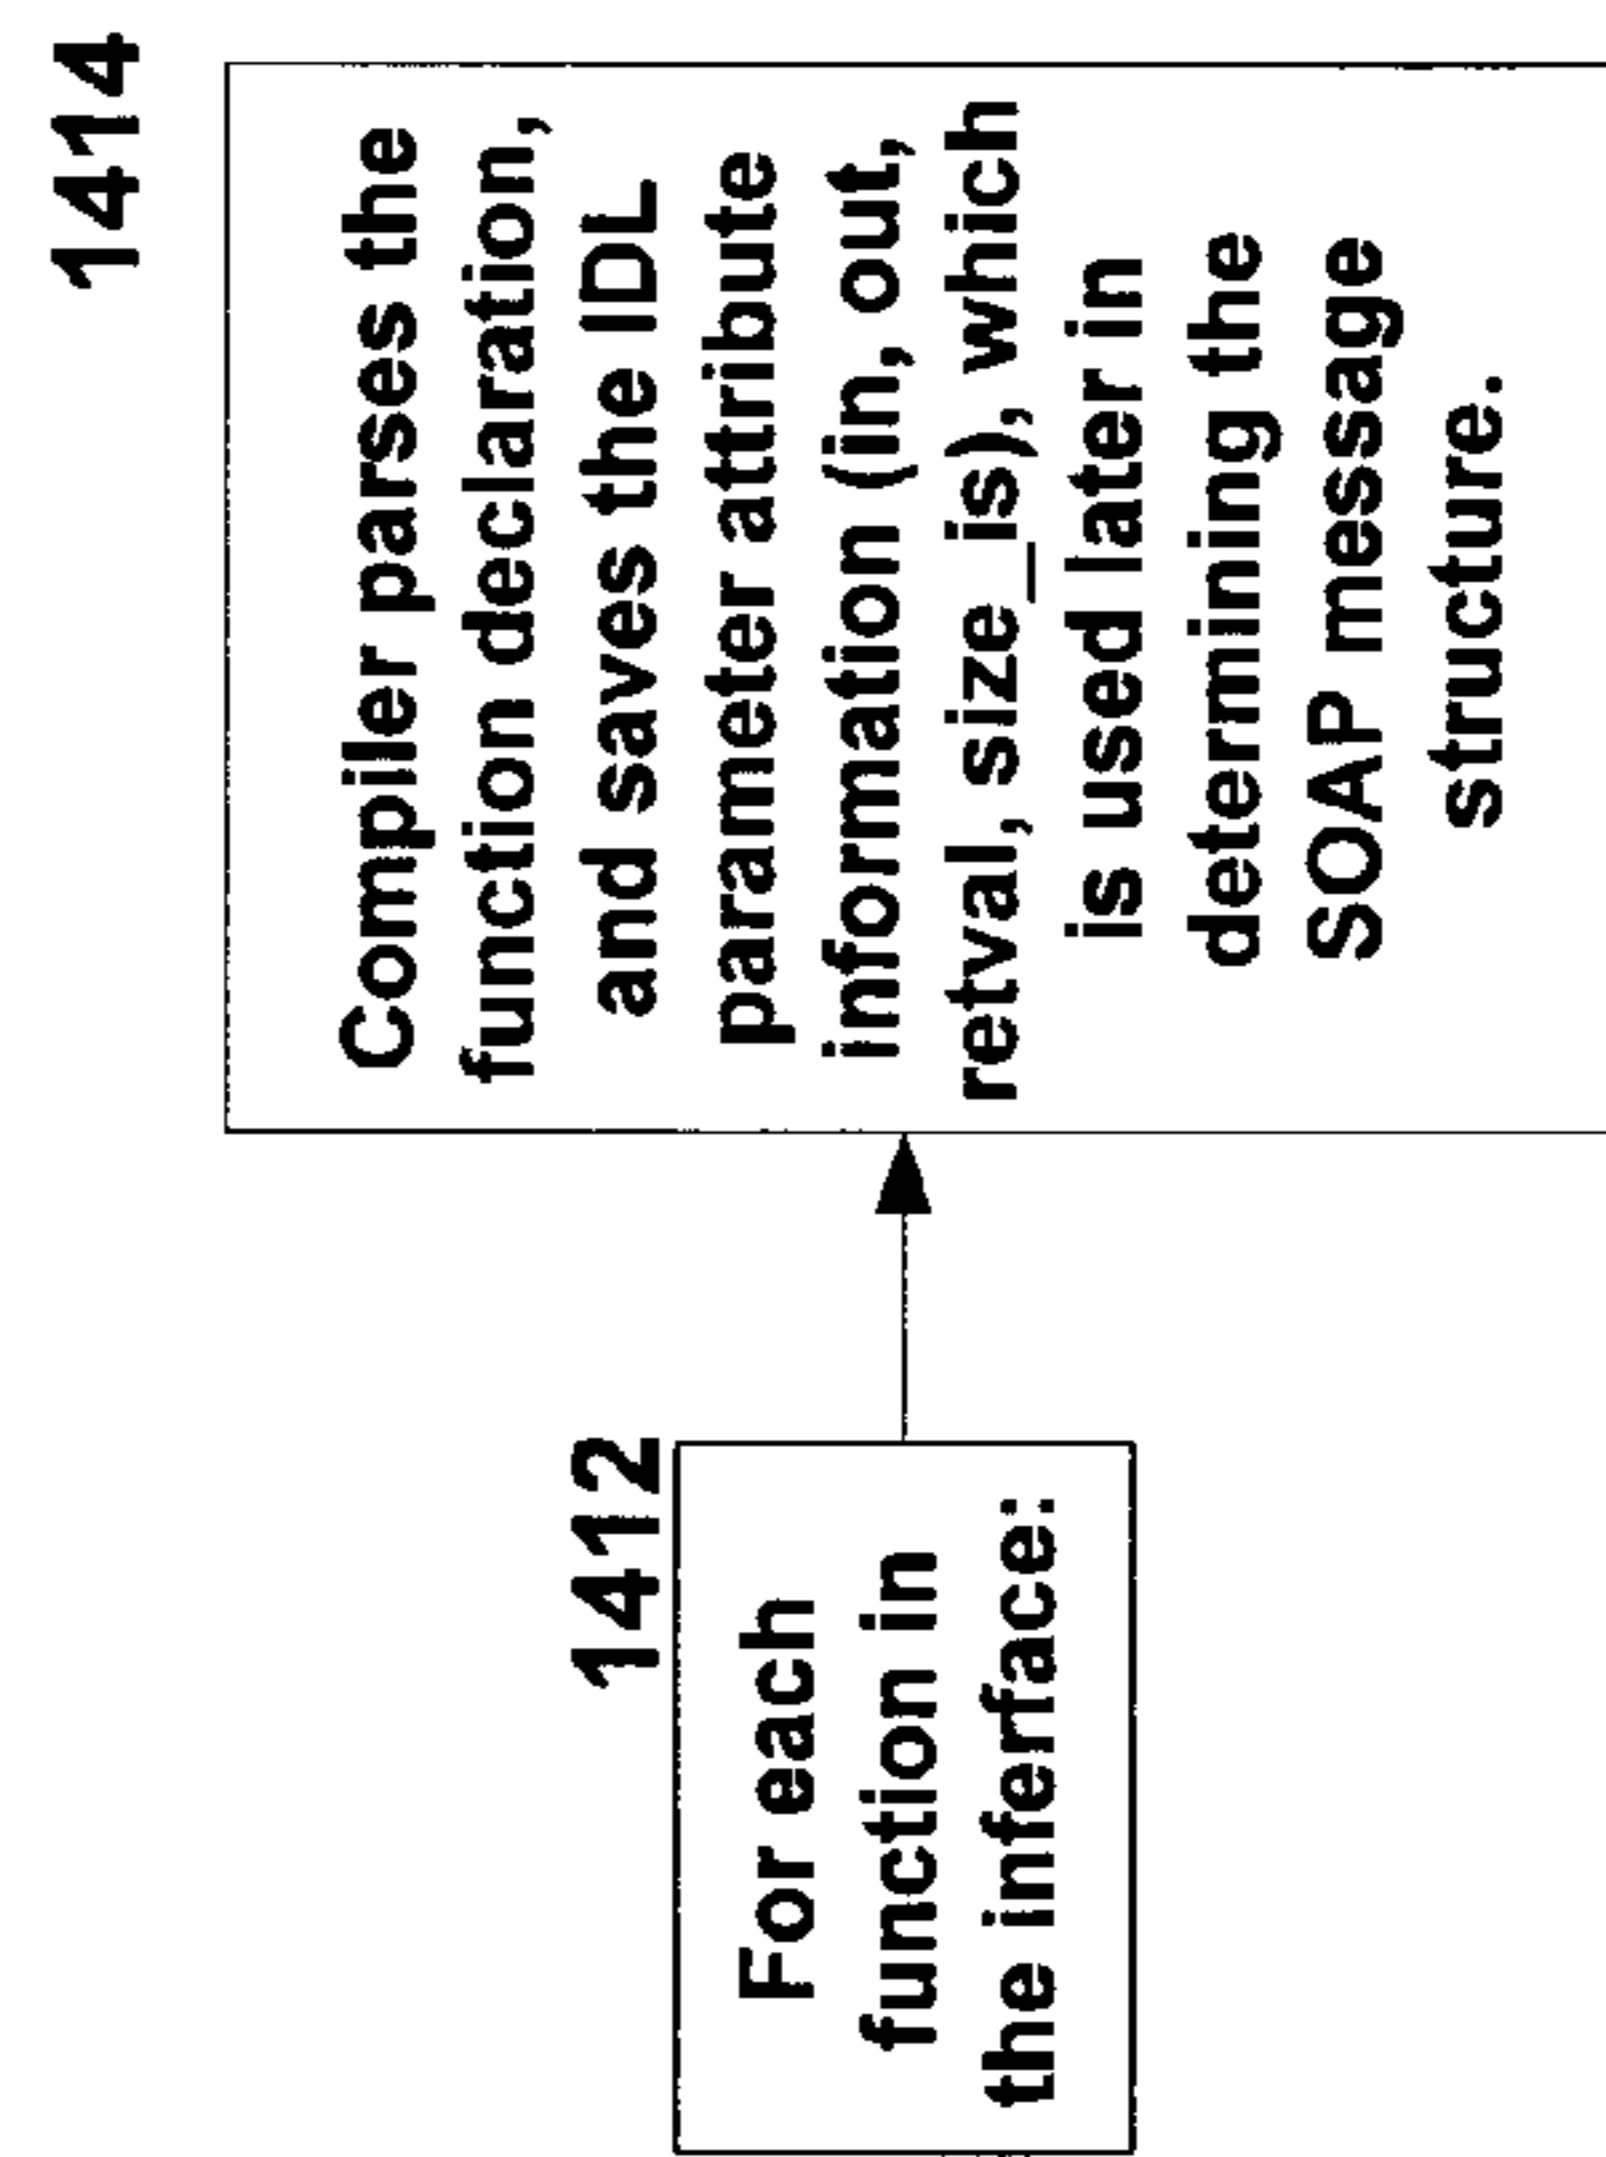 1412
For each
function in
the inferface:
1414
Compiler parses the
function declaration,
and saves the IDL
parameter attribute
information (in, out,
retval, size_is), which
is used later in
determining the
SOAP message
structure.